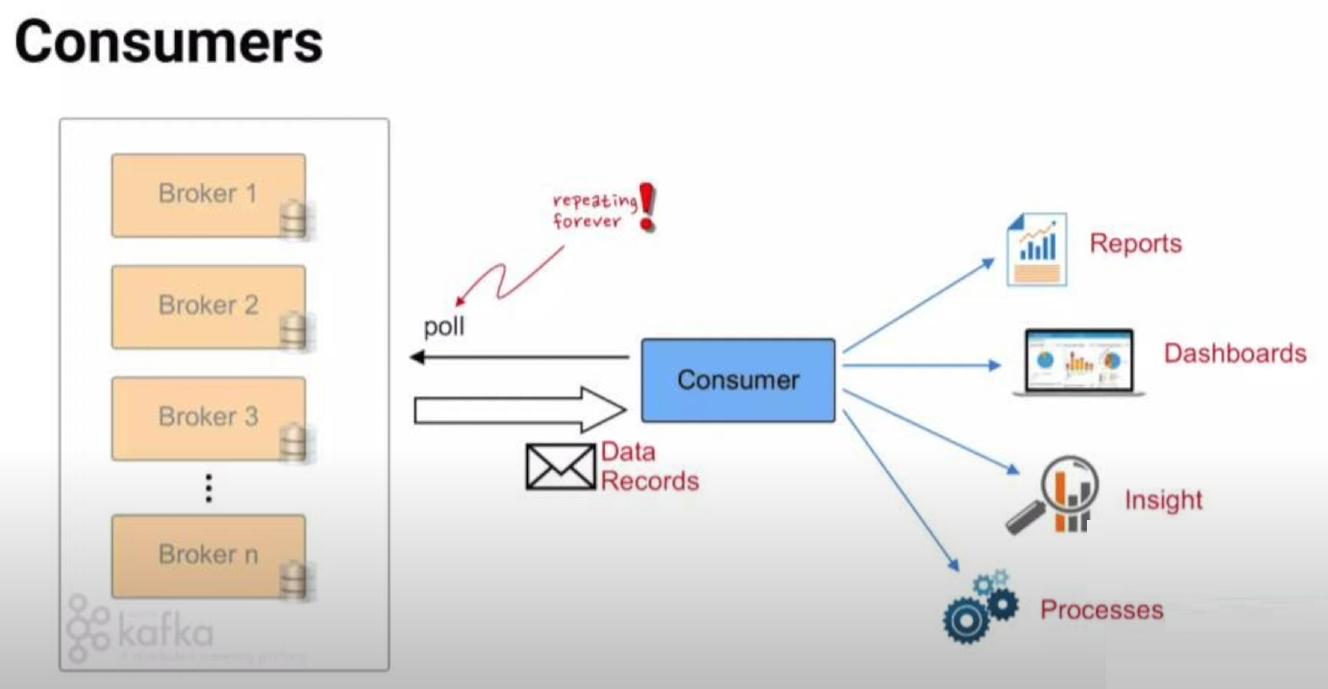 Consumers
Broker 1
Broker 2
Broker 3
Broker n
kafka
repeating
forever
poll
Consumer
Data
Records
Reports
Dashboards
Insight
Processes